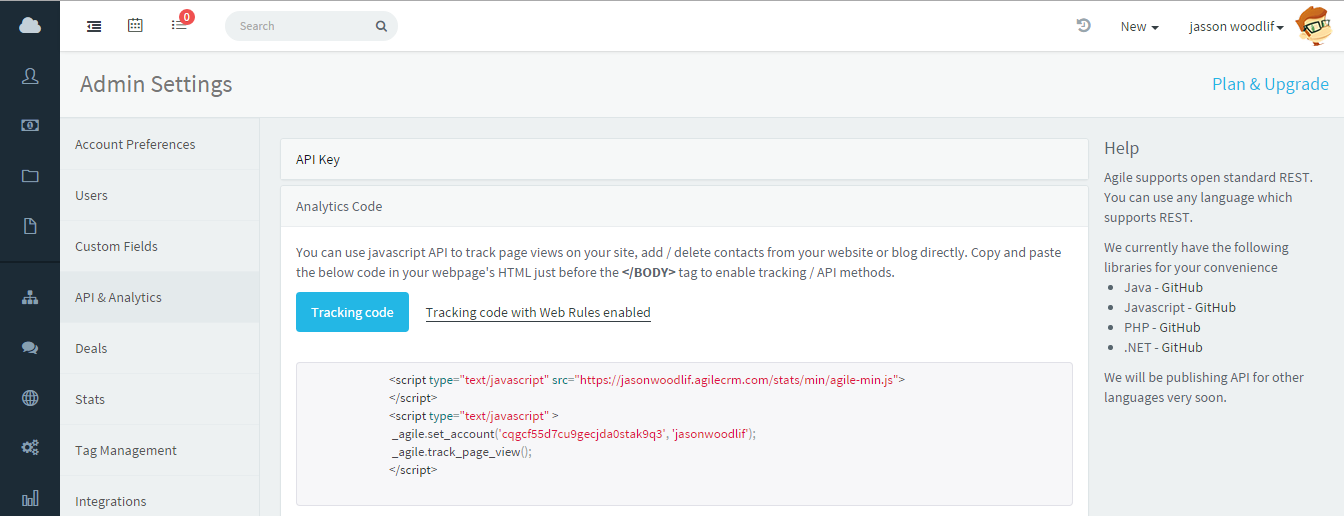 0
Search
New
jasson woodlif
Admin Settings
Plan & Upgrade
Account Preferences
Users
Custom Fields
API & Analytics
Deals
Stats
Tag Management
Integrations
API Key
Analytics Code
You can use javascript API to track page views on your site, add / delete contacts from your website or blog directly. Copy and paste
the below code in your webpage's HTML just before the </BODY> tag to enable tracking / API methods.
Tracking code
Tracking code with Web Rules enabled
<script type="text/javascript" src="https://jasonwoodlif.agilecrm.com/stats/min/agile-min.js">
</script>
<script type="text/javascript" >
_agile.set_account('cqgcf55d7cu9gecjda0stak9q3', 'jasonwoodlif');
_agile.track_page_view();
</script>
Help
Agile supports open standard REST.
You can use any language which
supports REST.
We currently have the following
libraries for your convenience
Java - GitHub
Javascript - GitHub
PHP - GitHub
.NET - GitHub
We will be publishing API for other
languages very soon.